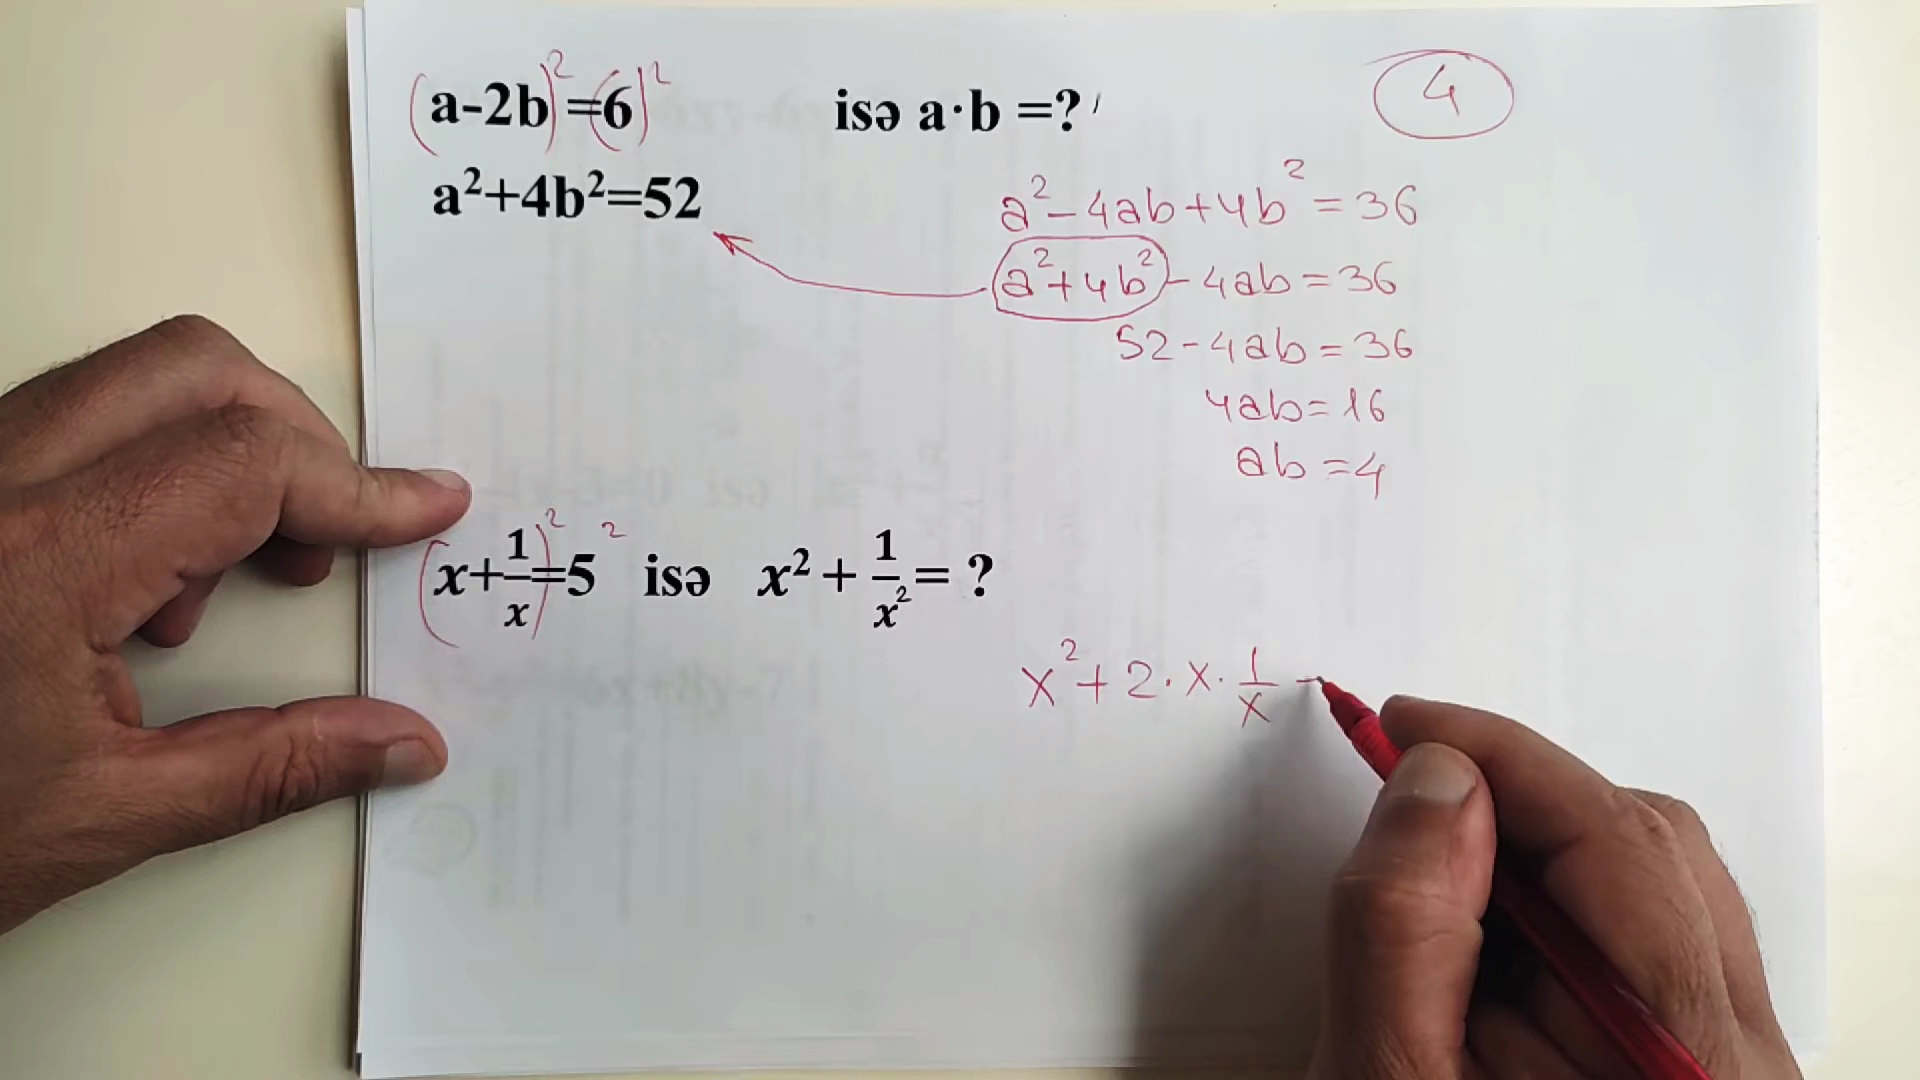 (a-2b)²=(6)² isə a·b =?
4
a²+4b²=52
a²-4ab+4b²=36
a²+4b²-4ab=36
52-4ab=36
4ab=16
ab=4
(x+1/x)²=5² isə x²+1/x²= ?
x²+2·x·1/x -